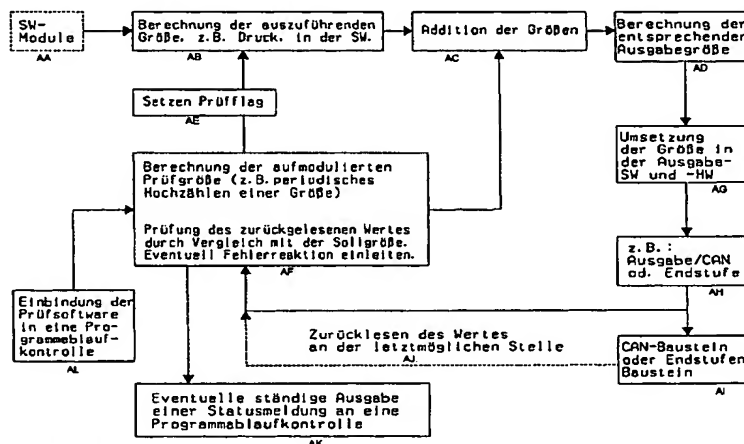 SW-
Module
AA
Berechnung der auszuführenden
Größe, z.B. Druck, in der SW.
AB
Addition der Größen
AC
Berechnung der
entsprechenden
Ausgabegröße
AD
Setzen Prüfflag
AE
Berechnung der aufmodulierten
Prüfgröße (z.B. periodisches
Hochzählen einer Größe)
Prüfung des zurückgelesenen Wertes
durch Vergleich mit der Sollgröße.
Eventuell Fehlerreaktion einleiten.
AF
Umsetzung
der Größe in
der Ausgabe-
SW und -HW
AG
z.B.:
Ausgabe/CAN
od. Endstufe
AH
Einbindung der
Prüfsoftware
in eine Pro-
grammeblaufkontrolle
AL
Zurücklesen des Wertes
an der letztmöglichen Stelle
AJ
CAN-Baustein
oder Endstufen
Baustein
AI
Eventuelle ständige Ausgabe
einer Statusmeldung an eine
Programmablaufkontrolle
AK